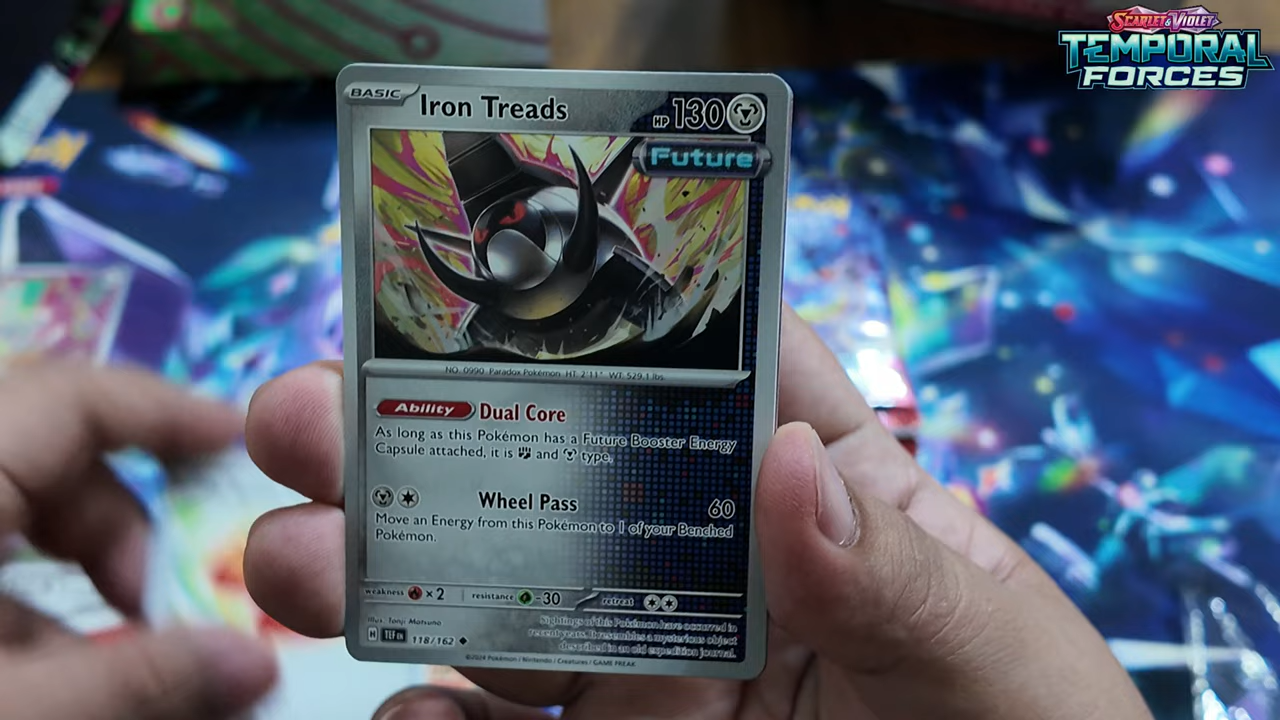 SCARLET & VIOLET
TEMPORAL
FORCES
BASIC
Iron Treads
HP 130
Future
NO. 0990 Paradox Pokémon HT: 2'11" WT: 529.1 lbs.
Ability Dual Core
As long as this Pokémon has a Future Booster Energy
Capsule attached, it is and type.
Wheel Pass 60
Move an Energy from this Pokémon to 1 of your Benched
Pokémon.
weakness ×2 resistance -30 retreat
Illus. Tonji Matsuno
Sightings of this Pokémon have occurred in
recent years. It resembles a mysterious object
described in an old expedition journal.
H TEF EN 118/162
©2024 Pokémon / Nintendo / Creatures / GAME FREAK